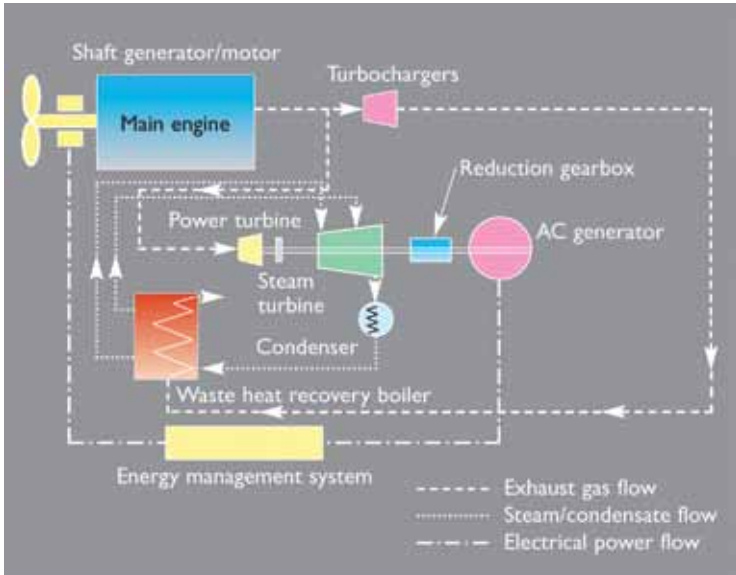 Shaft generator/motor
Turbochargers
Main engine
Reduction gearbox
Power turbine
AC generator
Steam
turbine
Condenser
Waste heat recovery boiler
Energy management system
Exhaust gas flow
Steam/condensate flow
Electrical power flow